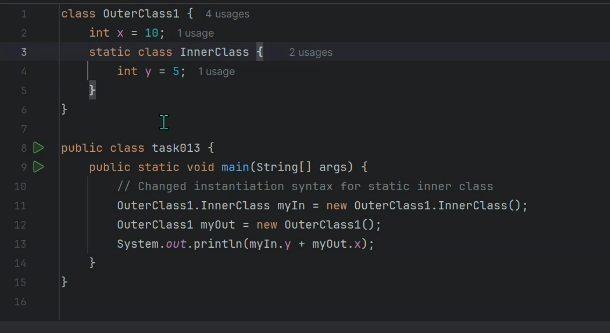 1 class OuterClass1 { 4 usages
2 int x = 10; 1 usage
3 static class InnerClass { 2 usages
4 int y = 5; 1 usage
5 }
6 }
7
8 public class task013 {
9 public static void main(String[] args) {
10 // Changed instantiation syntax for static inner class
11 OuterClass1.InnerClass myIn = new OuterClass1.InnerClass();
12 OuterClass1 myOut = new OuterClass1();
13 System.out.println(myIn.y + myOut.x);
14 }
15 }
16